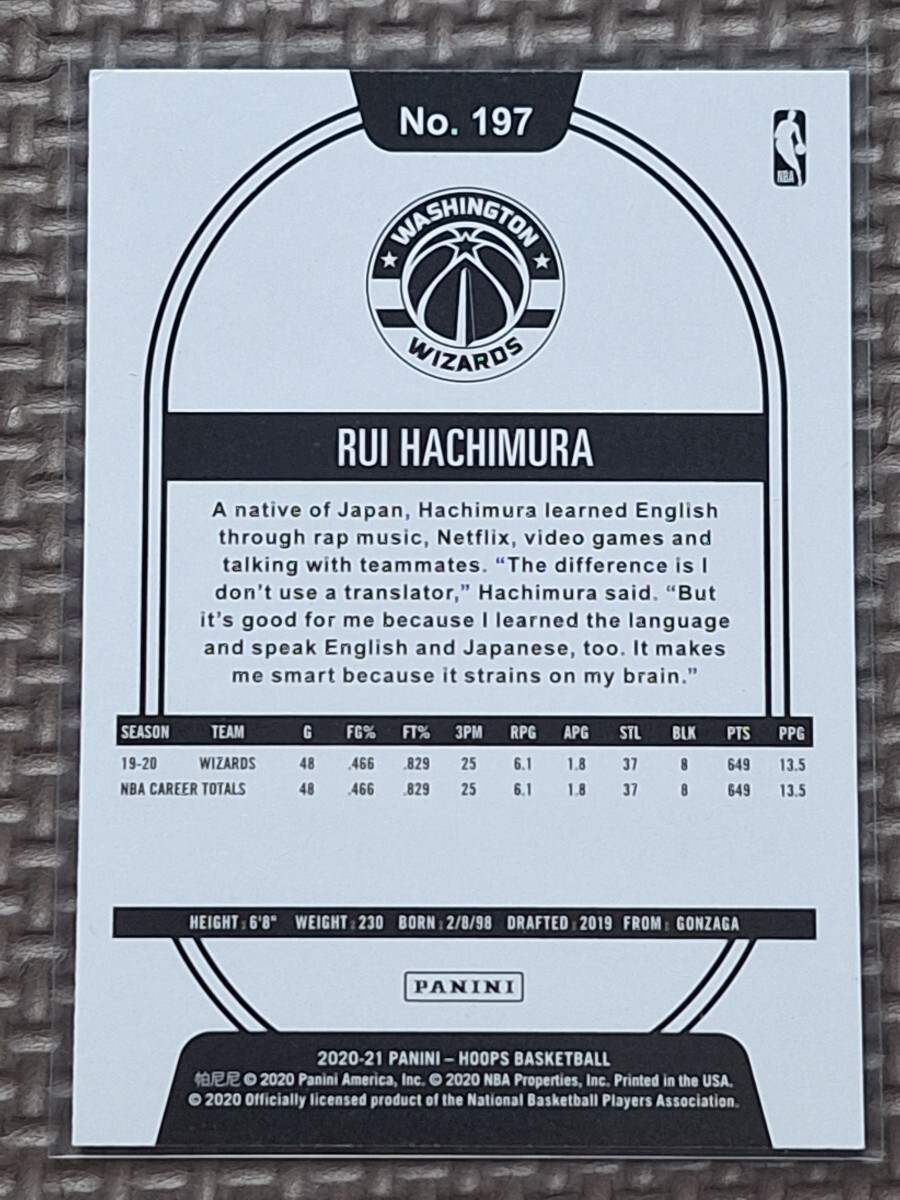 No. 197
NBA
WASHINGTON
WIZARDS
RUI HACHIMURA
A native of Japan, Hachimura learned English
through rap music, Netflix, video games and
talking with teammates. “The difference is I
don’t use a translator,” Hachimura said. “But
it’s good for me because I learned the language
and speak English and Japanese, too. It makes
me smart because it strains on my brain.”
SEASON TEAM G FG% FT% 3PM RPG APG STL BLK PTS PPG
19-20 WIZARDS 48 .466 .829 25 6.1 1.8 37 8 649 13.5
NBA CAREER TOTALS 48 .466 .829 25 6.1 1.8 37 8 649 13.5
HEIGHT: 6'8" WEIGHT: 230 BORN: 2/8/98 DRAFTED: 2019 FROM: GONZAGA
PANINI
2020-21 PANINI – HOOPS BASKETBALL
帕尼尼 © 2020 Panini America, Inc. © 2020 NBA Properties, Inc. Printed in the USA.
© 2020 Officially licensed product of the National Basketball Players Association.